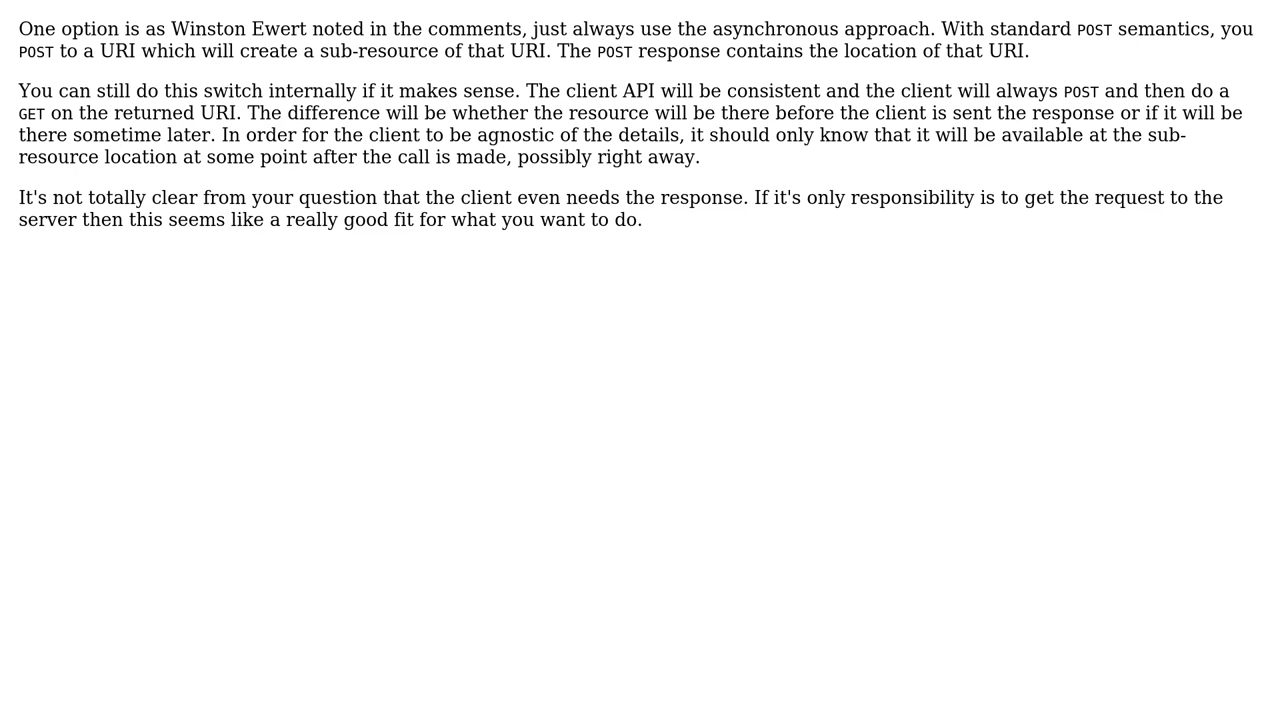 One option is as Winston Ewert noted in the comments, just always use the asynchronous approach. With standard POST semantics, you
POST to a URI which will create a sub-resource of that URI. The POST response contains the location of that URI.
You can still do this switch internally if it makes sense. The client API will be consistent and the client will always POST and then do a
GET on the returned URI. The difference will be whether the resource will be there before the client is sent the response or if it will be
there sometime later. In order for the client to be agnostic of the details, it should only know that it will be available at the sub-
resource location at some point after the call is made, possibly right away.
It's not totally clear from your question that the client even needs the response. If it's only responsibility is to get the request to the
server then this seems like a really good fit for what you want to do.